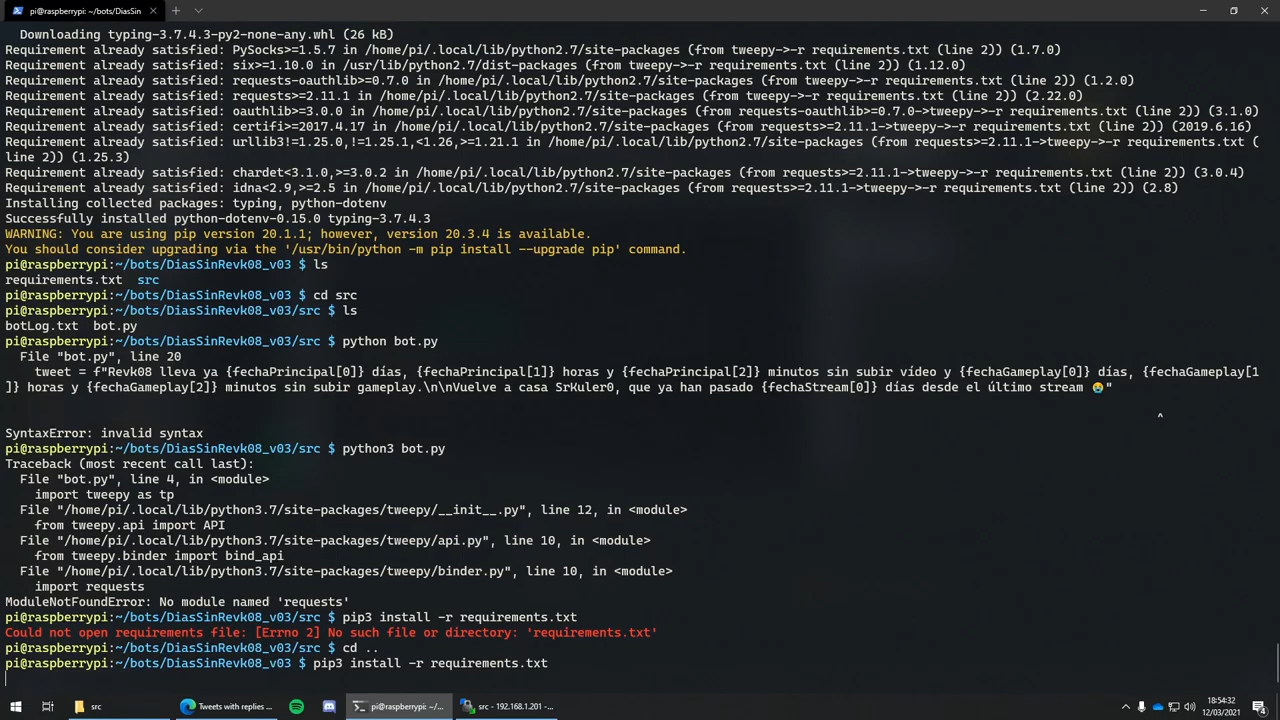 pi@raspberrypi: ~/bots/DiasSin
Downloading typing-3.7.4.3-py2-none-any.whl (26 kB)
Requirement already satisfied: PySocks>=1.5.7 in /home/pi/.local/lib/python2.7/site-packages (from tweepy->-r requirements.txt (line 2)) (1.7.0)
Requirement already satisfied: six>=1.10.0 in /usr/lib/python2.7/dist-packages (from tweepy->-r requirements.txt (line 2)) (1.12.0)
Requirement already satisfied: requests-oauthlib>=0.7.0 in /home/pi/.local/lib/python2.7/site-packages (from tweepy->-r requirements.txt (line 2)) (1.2.0)
Requirement already satisfied: requests>=2.11.1 in /home/pi/.local/lib/python2.7/site-packages (from tweepy->-r requirements.txt (line 2)) (2.22.0)
Requirement already satisfied: oauthlib>=3.0.0 in /home/pi/.local/lib/python2.7/site-packages (from requests-oauthlib>=0.7.0->tweepy->-r requirements.txt (line 2)) (3.1.0)
Requirement already satisfied: certifi>=2017.4.17 in /home/pi/.local/lib/python2.7/site-packages (from requests>=2.11.1->tweepy->-r requirements.txt (line 2)) (2019.6.16)
Requirement already satisfied: urllib3!=1.25.0,!=1.25.1,<1.26,>=1.21.1 in /home/pi/.local/lib/python2.7/site-packages (from requests>=2.11.1->tweepy->-r requirements.txt (
line 2)) (1.25.3)
Requirement already satisfied: chardet<3.1.0,>=3.0.2 in /home/pi/.local/lib/python2.7/site-packages (from requests>=2.11.1->tweepy->-r requirements.txt (line 2)) (3.0.4)
Requirement already satisfied: idna<2.9,>=2.5 in /home/pi/.local/lib/python2.7/site-packages (from requests>=2.11.1->tweepy->-r requirements.txt (line 2)) (2.8)
Installing collected packages: typing, python-dotenv
Successfully installed python-dotenv-0.15.0 typing-3.7.4.3
WARNING: You are using pip version 20.1.1; however, version 20.3.4 is available.
You should consider upgrading via the '/usr/bin/python -m pip install --upgrade pip' command.
pi@raspberrypi:~/bots/DiasSinRevk08_v03 $ ls
requirements.txt  src
pi@raspberrypi:~/bots/DiasSinRevk08_v03 $ cd src
pi@raspberrypi:~/bots/DiasSinRevk08_v03/src $ ls
botLog.txt  bot.py
pi@raspberrypi:~/bots/DiasSinRevk08_v03/src $ python bot.py
File "bot.py", line 20
tweet = f"Revk08 lleva ya {fechaPrincipal[0]} días, {fechaPrincipal[1]} horas y {fechaPrincipal[2]} minutos sin subir vídeo y {fechaGameplay[0]} días, {fechaGameplay[1
]} horas y {fechaGameplay[2]} minutos sin subir gameplay.\n\nVuelve a casa SrKuler0, que ya han pasado {fechaStream[0]} días desde el último stream 😭"
^
SyntaxError: invalid syntax
pi@raspberrypi:~/bots/DiasSinRevk08_v03/src $ python3 bot.py
Traceback (most recent call last):
File "bot.py", line 4, in <module>
import tweepy as tp
File "/home/pi/.local/lib/python3.7/site-packages/tweepy/__init__.py", line 12, in <module>
from tweepy.api import API
File "/home/pi/.local/lib/python3.7/site-packages/tweepy/api.py", line 10, in <module>
from tweepy.binder import bind_api
File "/home/pi/.local/lib/python3.7/site-packages/tweepy/binder.py", line 10, in <module>
import requests
ModuleNotFoundError: No module named 'requests'
pi@raspberrypi:~/bots/DiasSinRevk08_v03/src $ pip3 install -r requirements.txt
Could not open requirements file: [Errno 2] No such file or directory: 'requirements.txt'
pi@raspberrypi:~/bots/DiasSinRevk08_v03/src $ cd ..
pi@raspberrypi:~/bots/DiasSinRevk08_v03 $ pip3 install -r requirements.txt
src
Tweets with replies ...
pi@raspberrypi: ~/...
src - 192.168.1.201 -...
18:54:32
12/03/2021
4